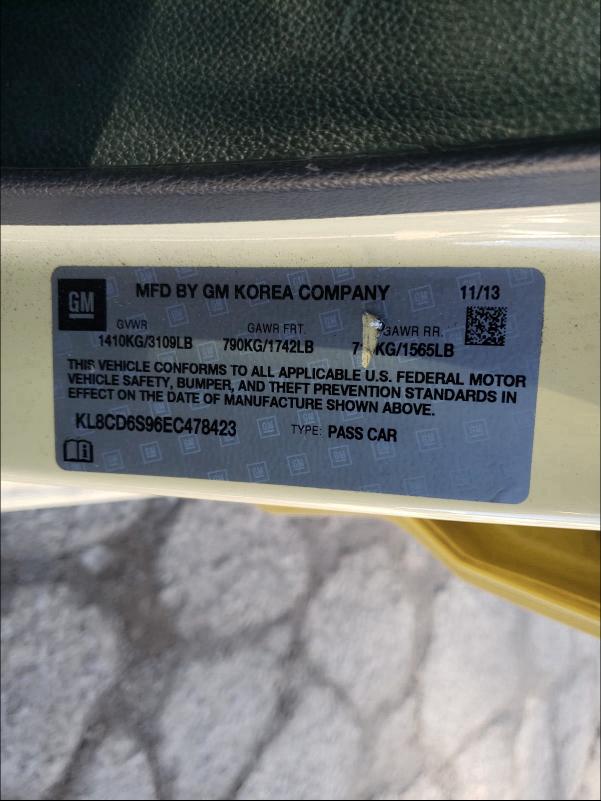 GM MFD BY GM KOREA COMPANY 11/13
GVWR GAWR FRT. GAWR RR.
1410KG/3109LB 790KG/1742LB KG/1565LB
THIS VEHICLE CONFORMS TO ALL APPLICABLE U.S. FEDERAL MOTOR
VEHICLE SAFETY, BUMPER, AND THEFT PREVENTION STANDARDS IN
EFFECT ON THE DATE OF MANUFACTURE SHOWN ABOVE.
KL8CD6S96EC478423 TYPE: PASS CAR